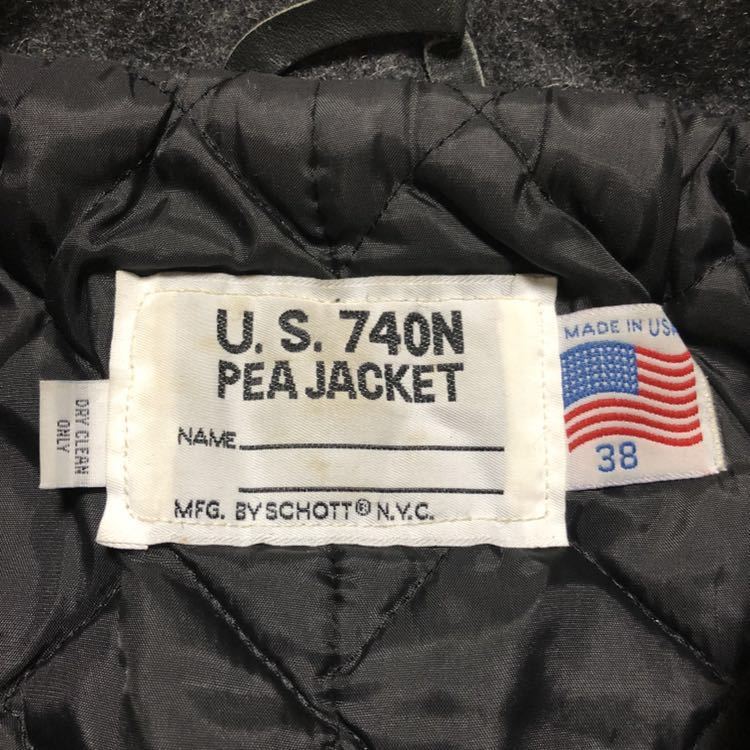 U. S. 740N
PEA JACKET
NAME
MFG. BY SCHOTT® N.Y.C.
DRY CLEAN
ONLY
MADE IN USA
38